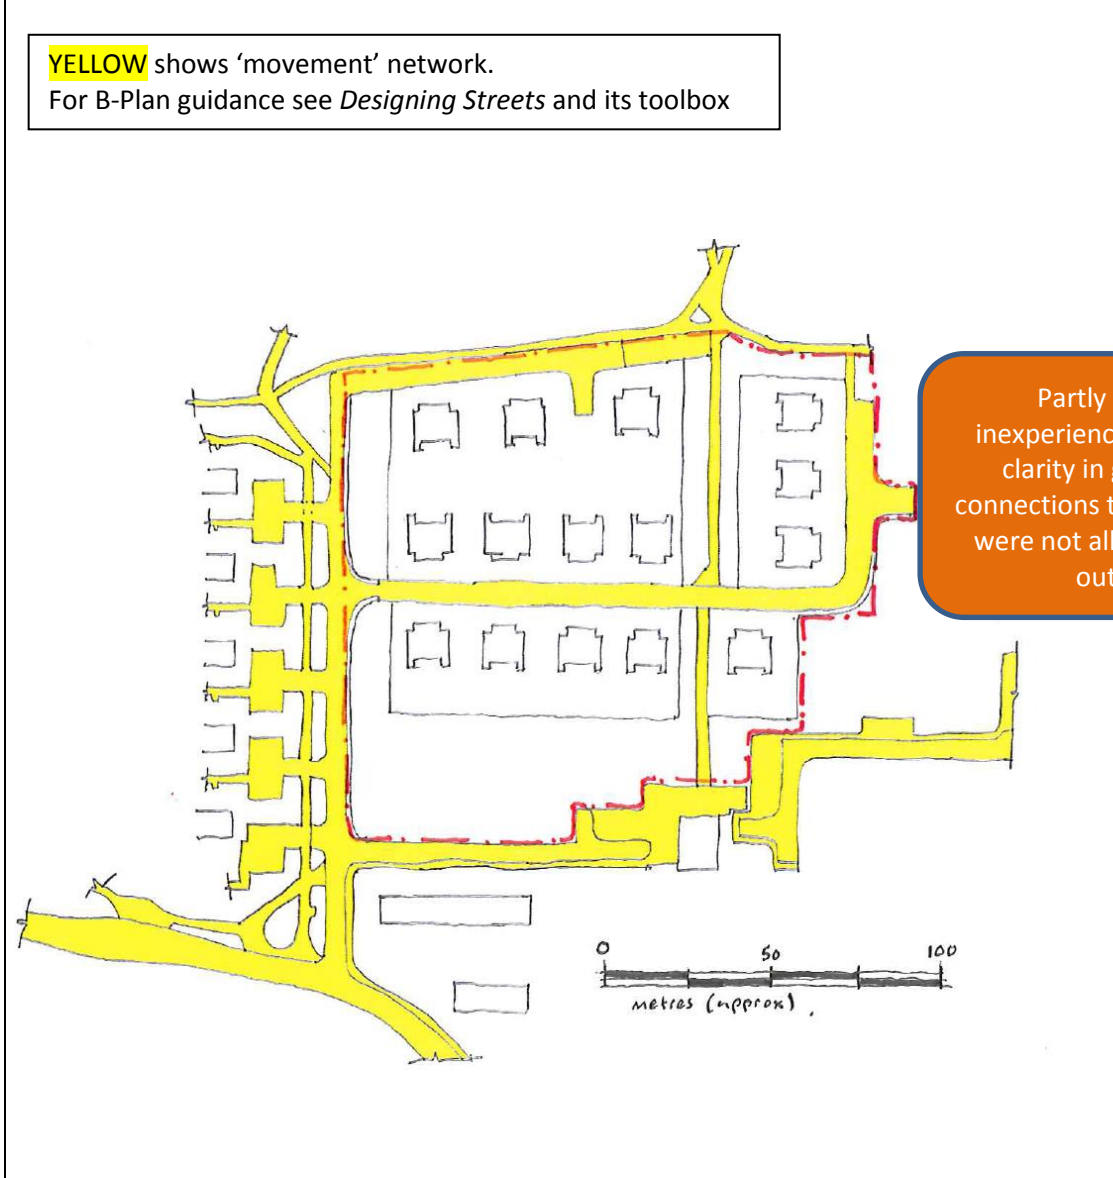 YELLOW shows ‘movement’ network.
For B-Plan guidance see Designing Streets and its toolbox
Partly
inexperienc
clarity in
connections t
were not all
out
0 50 100
metres (approx)